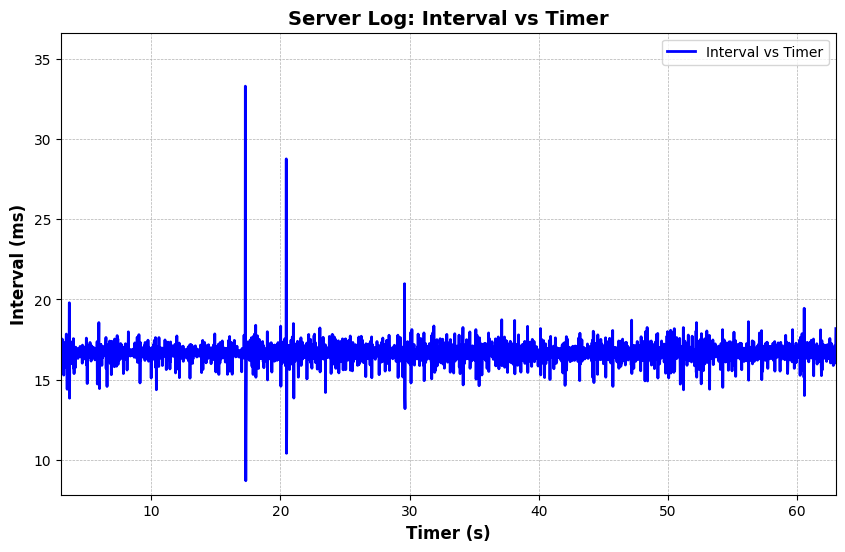 Server Log: Interval vs Timer
Interval vs Timer
Interval (ms)
35
30
25
20
15
10
10 20 30 40 50 60
Timer (s)